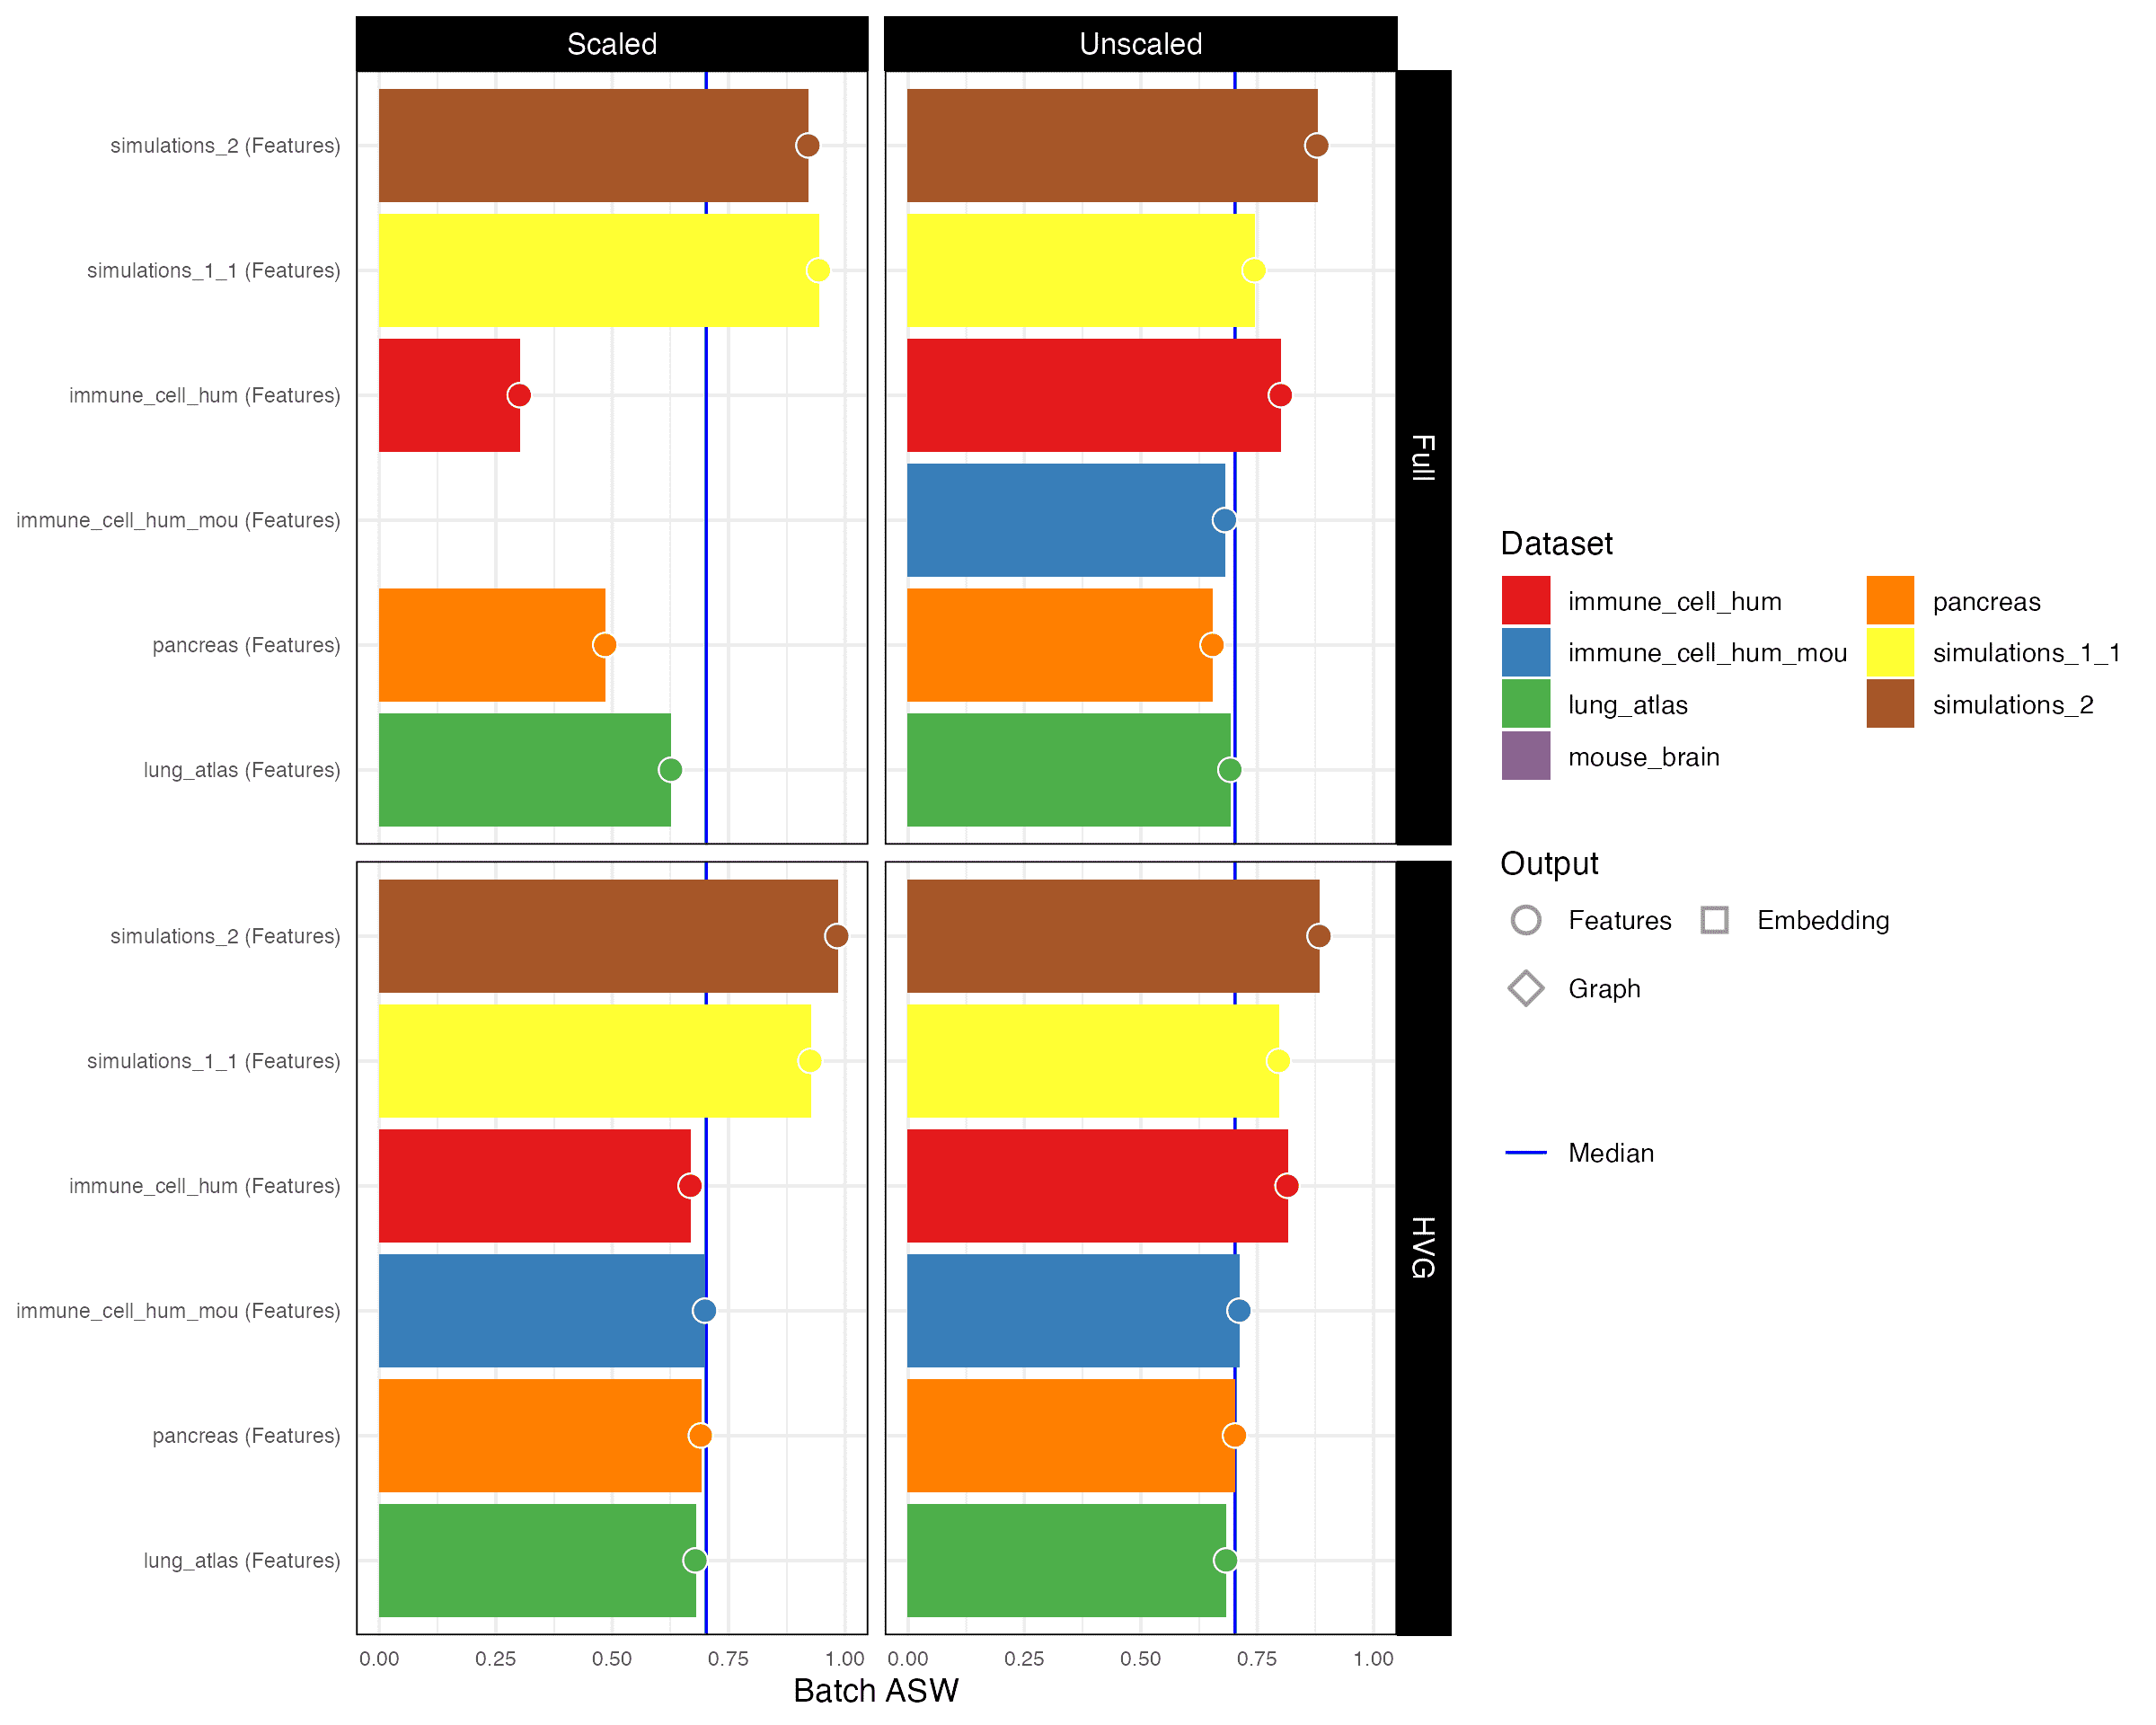 Scaled
Unscaled
simulations_2 (Features)
simulations_1_1 (Features)
immune_cell_hum (Features)
immune_cell_hum_mou (Features)
pancreas (Features)
lung_atlas (Features)
Full
simulations_2 (Features)
simulations_1_1 (Features)
immune_cell_hum (Features)
immune_cell_hum_mou (Features)
pancreas (Features)
lung_atlas (Features)
HVG
0.00 0.25 0.50 0.75 1.00
0.00 0.25 0.50 0.75 1.00
Batch ASW
Dataset
immune_cell_hum
immune_cell_hum_mou
lung_atlas
mouse_brain
pancreas
simulations_1_1
simulations_2
Output
Features
Embedding
Graph
Median